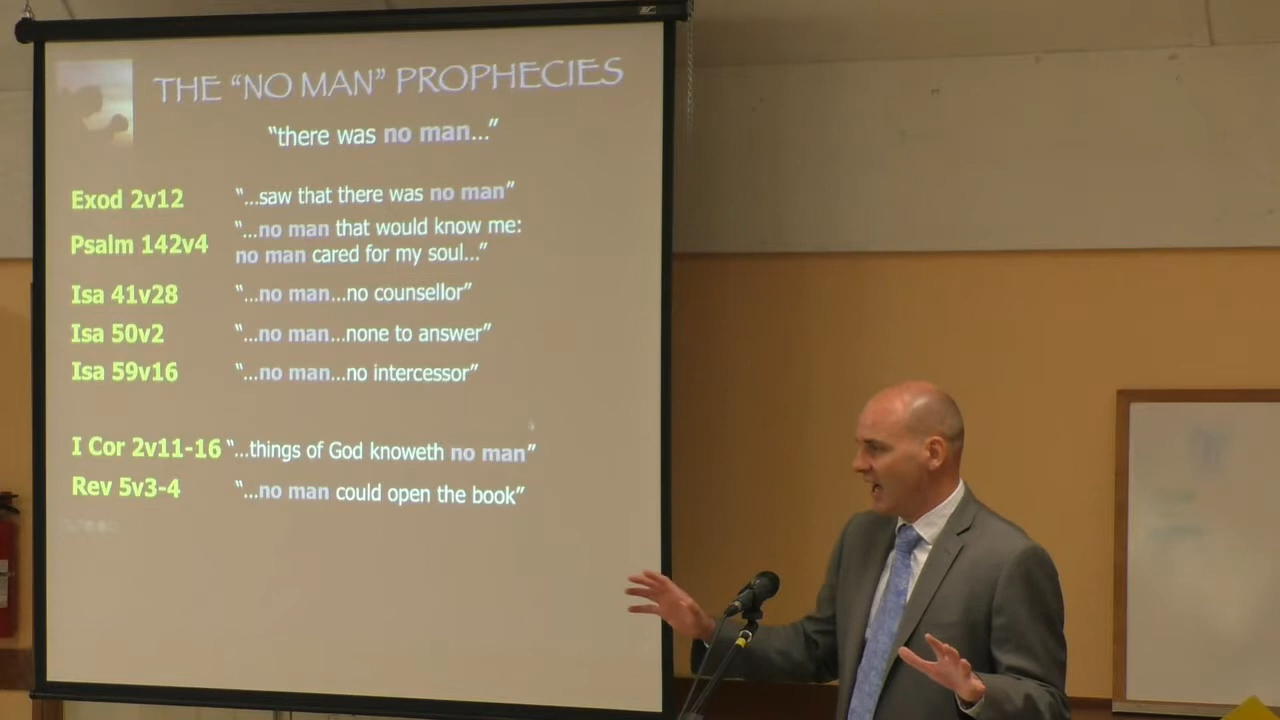 THE “NO MAN” PROPHECIES
“there was no man...”
Exod 2v12 “...saw that there was no man”
Psalm 142v4 “...no man that would know me:
no man cared for my soul...”
Isa 41v28 “...no man...no counsellor”
Isa 50v2 “...no man...none to answer”
Isa 59v16 “...no man...no intercessor”
I Cor 2v11-16 “...things of God knoweth no man”
Rev 5v3-4 “...no man could open the book”